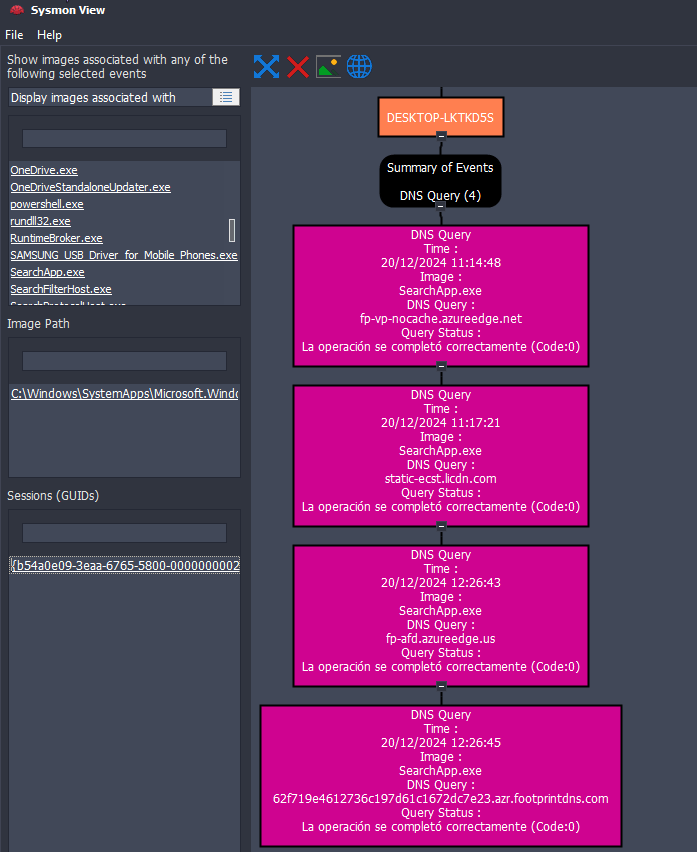 Sysmon View
File Help
Show images associated with any of the
following selected events
Display images associated with
OneDrive.exe
OneDriveStandaloneUpdater.exe
powershell.exe
rundll32.exe
RuntimeBroker.exe
SAMSUNG_USB_Driver_for_Mobile_Phones.exe
SearchApp.exe
SearchFilterHost.exe
SearchProtocolHost.exe
Image Path
C:\Windows\SystemApps\Microsoft.Windo
Sessions (GUIDs)
{b54a0e09-3eaa-6765-5800-0000000002
DESKTOP-LKTKD5S
Summary of Events
DNS Query (4)
DNS Query
Time :
20/12/2024 11:14:48
Image :
SearchApp.exe
DNS Query :
fp-vp-nocache.azureedge.net
Query Status :
La operación se completó correctamente (Code:0)
DNS Query
Time :
20/12/2024 11:17:21
Image :
SearchApp.exe
DNS Query :
static-ecst.licdn.com
Query Status :
La operación se completó correctamente (Code:0)
DNS Query
Time :
20/12/2024 12:26:43
Image :
SearchApp.exe
DNS Query :
fp-afd.azureedge.us
Query Status :
La operación se completó correctamente (Code:0)
DNS Query
Time :
20/12/2024 12:26:45
Image :
SearchApp.exe
DNS Query :
62f719e4612736c197d61c1672dc7e23.azr.footprintdns.com
Query Status :
La operación se completó correctamente (Code:0)